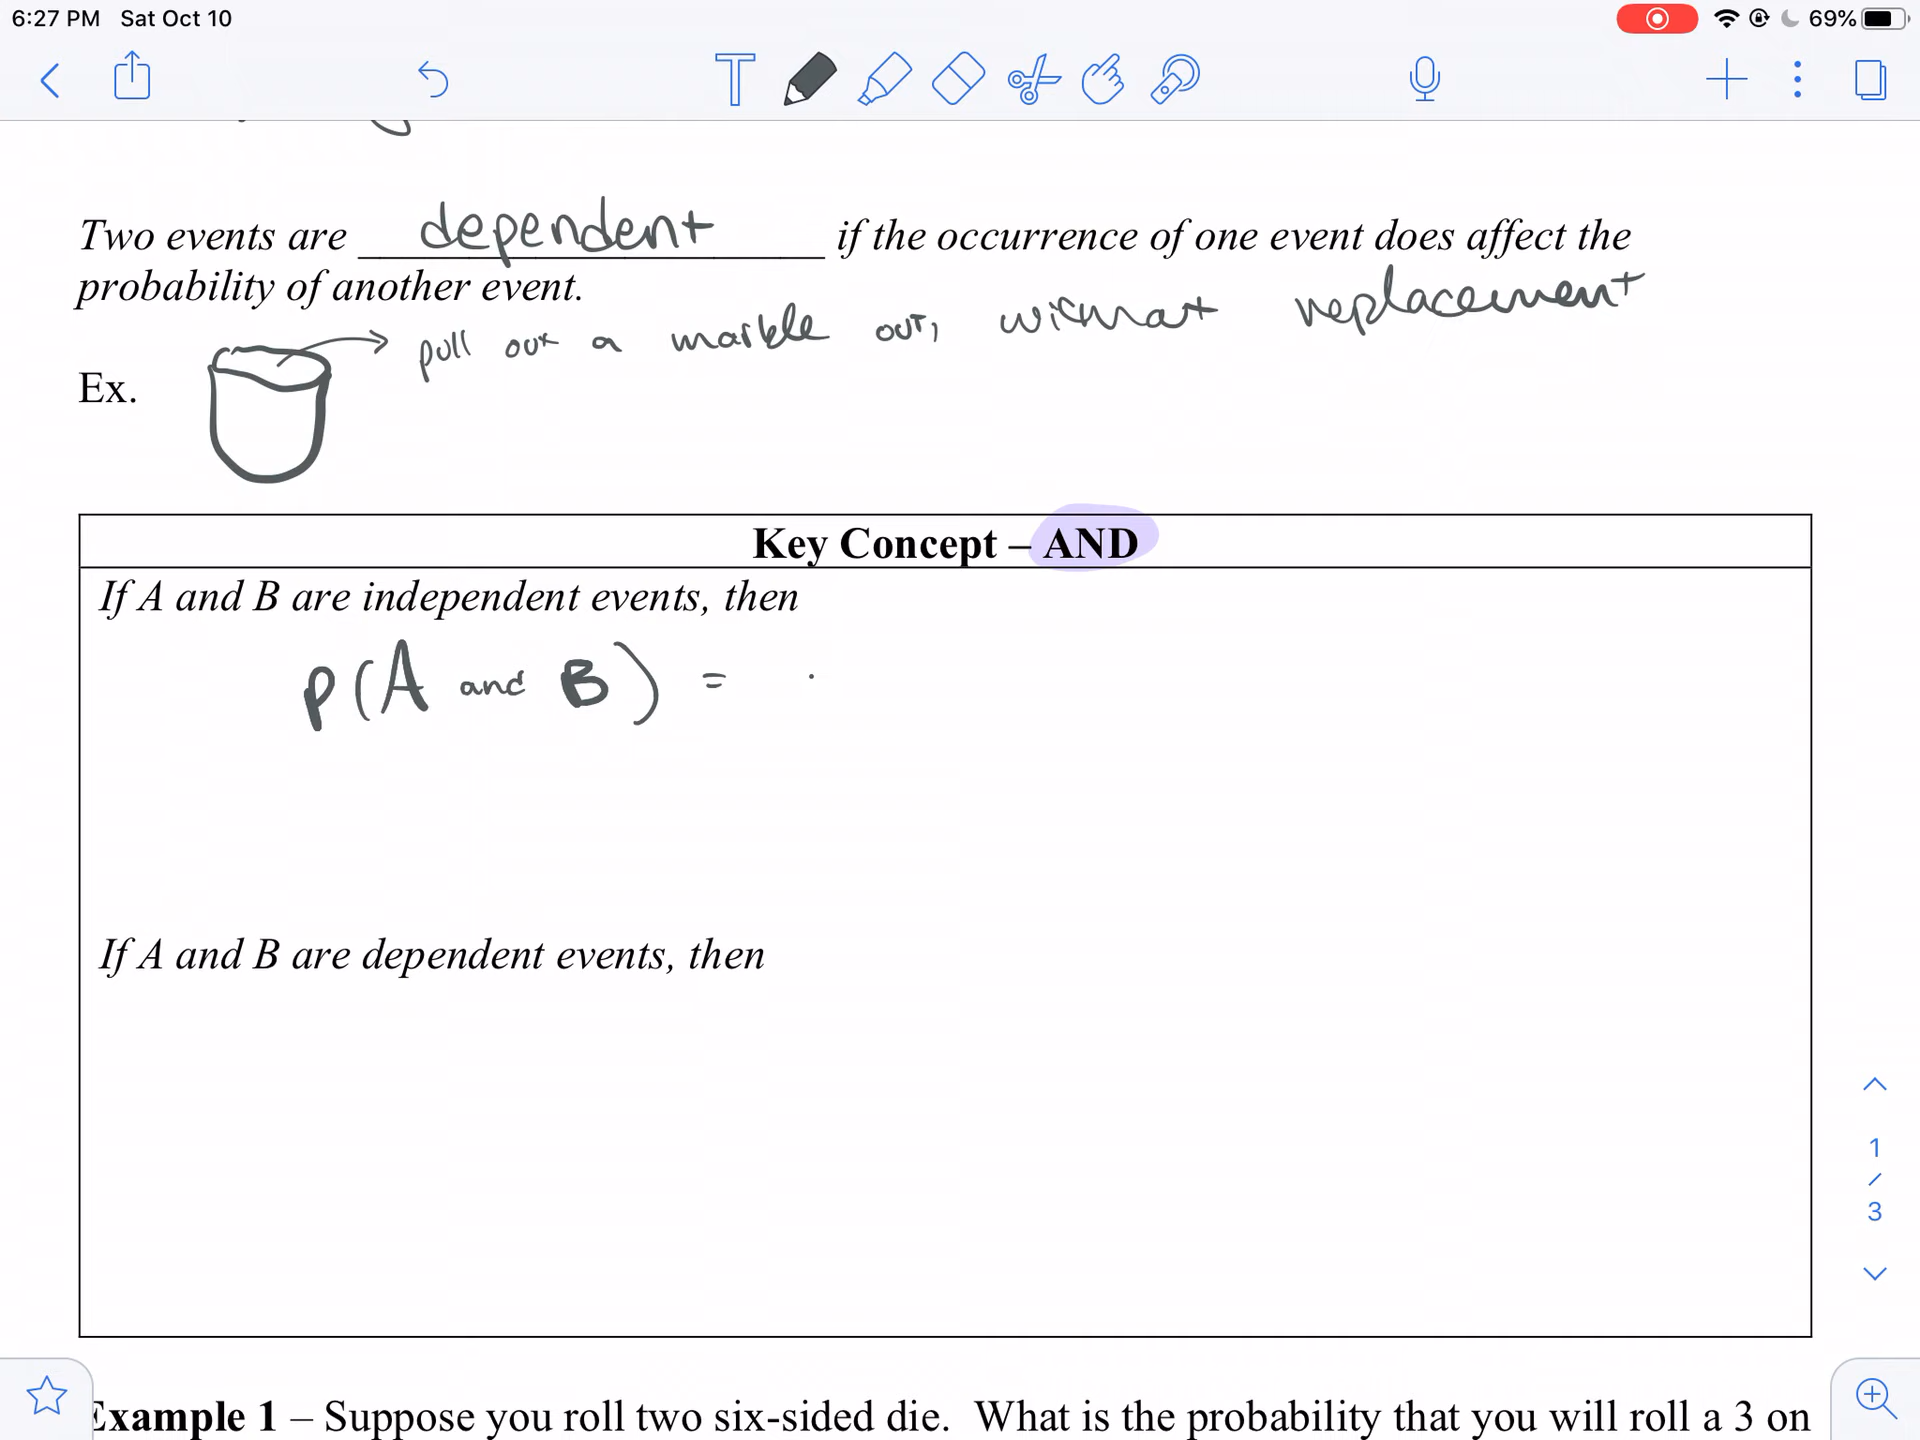 6:27 PM Sat Oct 10 69%
Two events are dependent if the occurrence of one event does affect the
probability of another event.
pull out a marble out, without replacement
Ex.
Key Concept – AND
If A and B are independent events, then
P(A and B) =
If A and B are dependent events, then
1
/
3
Example 1 – Suppose you roll two six-sided die. What is the probability that you will roll a 3 on